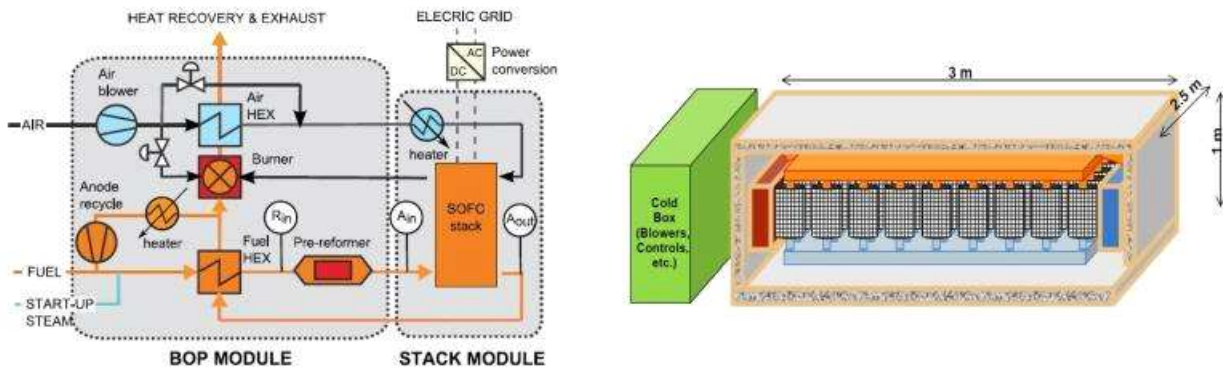 HEAT RECOVERY & EXHAUST
ELECRIC GRID
AC
DC
Power
conversion
Air
blower
Air
HEX
AIR
heater
Burner
Anode
recycle
heater
Rin
Ain
SOFC
stack
Aout
Fuel
HEX
Pre-reformer
FUEL
START-UP
STEAM
BOP MODULE
STACK MODULE
3 m
2.5 m
1 m
Cold
Box
(Blowers,
Controls,
etc.)